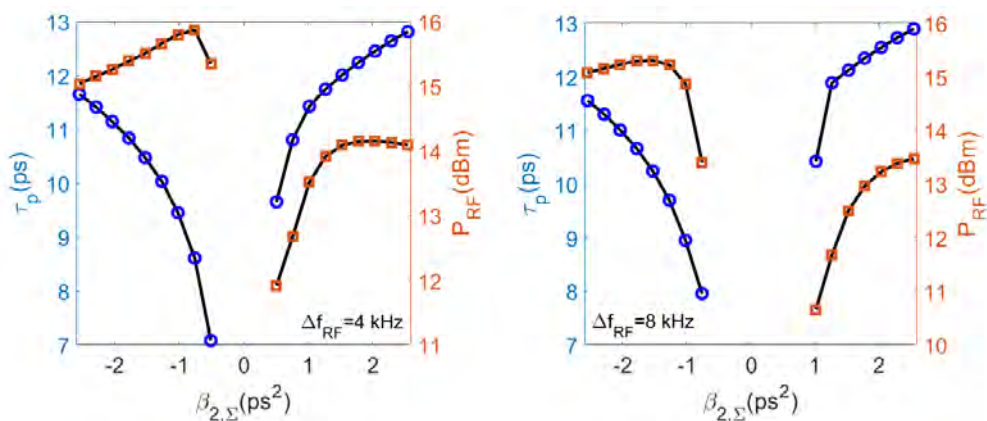 13
12
11
10
9
8
7
τp(ps)
16
15
14
13
12
11
PRF(dBm)
ΔfRF=4 kHz
-2 -1 0 1 2
β2,Σ(ps²)
13
12
11
10
9
8
7
τp(ps)
16
15
14
13
12
11
10
PRF(dBm)
ΔfRF=8 kHz
-2 -1 0 1 2
β2,Σ(ps²)